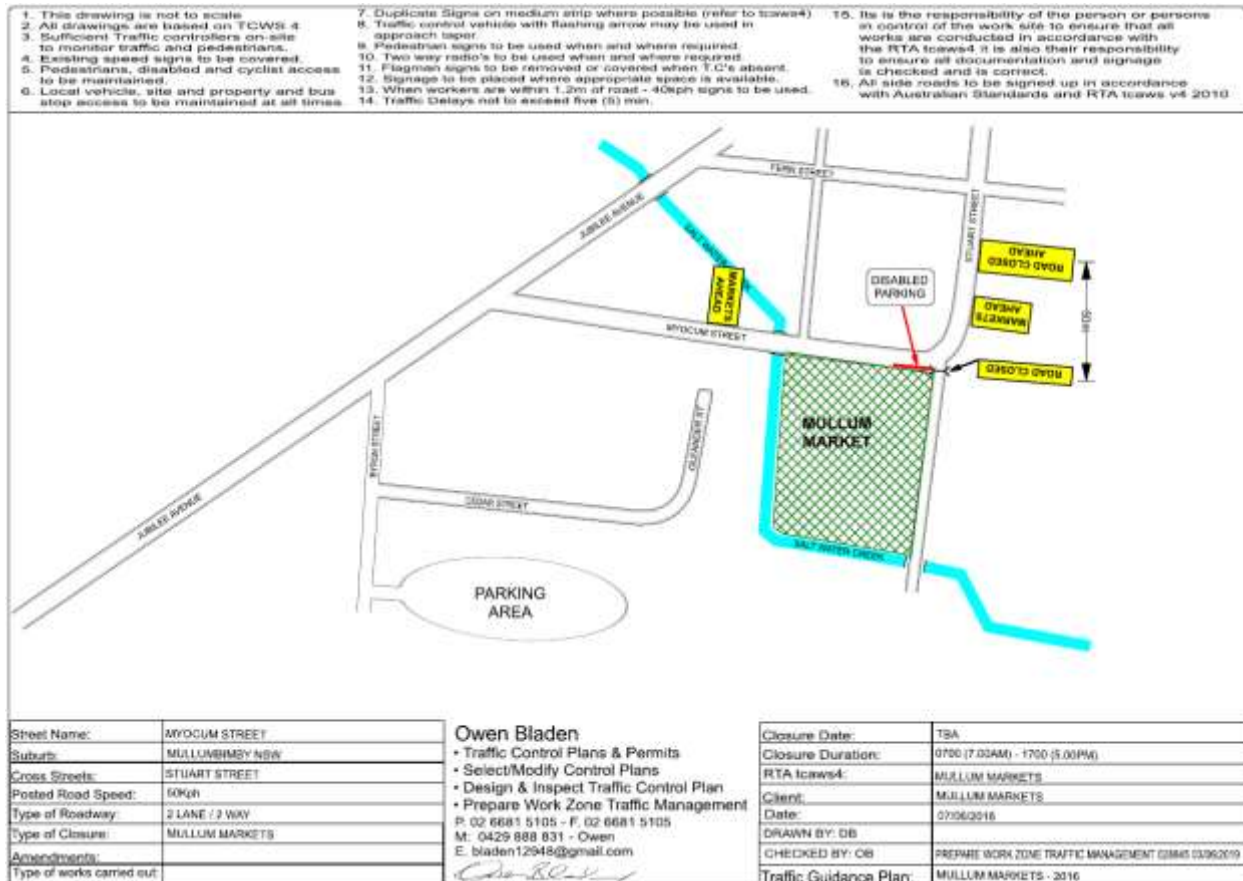 1. This drawing is not to scale
2. All drawings are based on TCWS 4
3. Sufficient Traffic controllers on-site
to monitor traffic and pedestrians.
4. Existing speed signs to be covered.
5. Pedestrians, disabled and cyclist access
to be maintained.
6. Local vehicle, site and property and bus
stop access to be maintained at all times
7. Duplicate Signs on medium strip where possible (refer to tcaws4)
8. Traffic control vehicle with flashing arrow may be used in
approach taper.
9. Pedestrian signs to be used when and where required.
10. Two way radio's to be used when and where required
11. Flagman signs to be removed or covered when T.C's absent.
12. Signage to be placed where appropriate space is available.
13. When workers are within 1.2m of road - 40kph signs to be used.
14. Traffic Delays not to exceed five (5) min.
15. Its is the responsibility of the person or persons
in control of the work site to ensure that all
works are conducted in accordance with
the RTA tcaws4 it is also their responsibility
to ensure all documentation and signage
is checked and is correct.
16. All side roads to be signed up in accordance
with Australian Standards and RTA tcaws v4 2010
FERN STREET
JUBILEE AVENUE
STUART STREET
SALT WATER
ROAD CLOSED
AHEAD
DISABLED
PARKING
MARKETS
AHEAD
MARKETS
AHEAD
60m
MYOCUM STREET
ROAD CLOSED
MOLLUM
MARKET
BYRON STREET
OLEANDER ST
CEDAR STREET
JUBILEE AVENUE
SALT WATER CREEK
PARKING
AREA
Street Name: MYOCUM STREET
Suburb: MULLUMBIMBY NSW
Cross Streets: STUART STREET
Posted Road Speed: 50Kph
Type of Roadway: 2 LANE / 2 WAY
Type of Closure: MULLUM MARKETS
Amendments:
Type of works carried out
Owen Bladen
• Traffic Control Plans & Permits
• Select/Modify Control Plans
• Design & Inspect Traffic Control Plan
• Prepare Work Zone Traffic Management
P: 02 6681 5105 - F. 02 6681 5105
M: 0429 888 831 - Owen
E. bladen12948@gmail.com
Closure Date: TBA
Closure Duration: 0700 (7.00AM) - 1700 (5.00PM)
RTA tcaws4: MULLUM MARKETS
Client: MULLUM MARKETS
Date: 07/06/2016
DRAWN BY: OB
CHECKED BY: OB PREPARE WORK ZONE TRAFFIC MANAGEMENT
Traffic Guidance Plan: MULLUM MARKETS - 2016